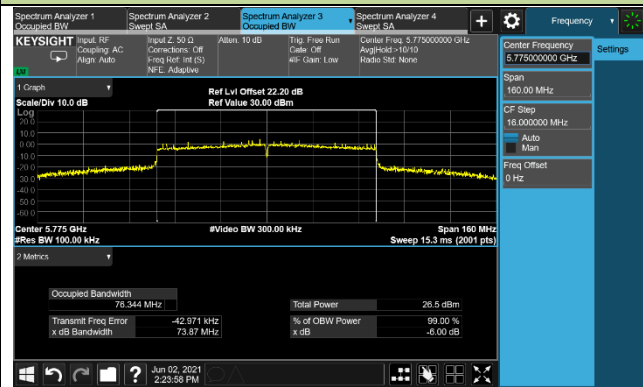 Spectrum Analyzer 1
Occupied BW
Spectrum Analyzer 2
Swept SA
Spectrum Analyzer 3
Occupied BW
Spectrum Analyzer 4
Swept SA
Frequency
KEYSIGHT
Input: RF
Coupling: AC
Align: Auto
Input Z: 50 Ω
Corrections: Off
Freq Ref: Int (S)
NFE: Adaptive
Atten: 10 dB
Trig: Free Run
Gate: Off
#IF Gain: Low
Center Freq: 5.775000000 GHz
Avg|Hold:>10/10
Radio Std: None
Center Frequency
5.775000000 GHz
Settings
Span
160.00 MHz
CF Step
16.000000 MHz
Auto
Man
Freq Offset
0 Hz
1 Graph
Scale/Div 10.0 dB
Ref Lvl Offset 22.20 dB
Ref Value 30.00 dBm
Log
20.0
10.0
0.00
-10.0
-20.0
-30.0
-40.0
-50.0
-60.0
Center 5.775 GHz
#Res BW 100.00 kHz
#Video BW 300.00 kHz
Span 160 MHz
Sweep 15.3 ms (2001 pts)
2 Metrics
Occupied Bandwidth
76.344 MHz
Transmit Freq Error -42.971 kHz
x dB Bandwidth 73.87 MHz
Total Power 26.5 dBm
% of OBW Power 99.00 %
x dB -6.00 dB
Jun 02, 2021
2:23:58 PM